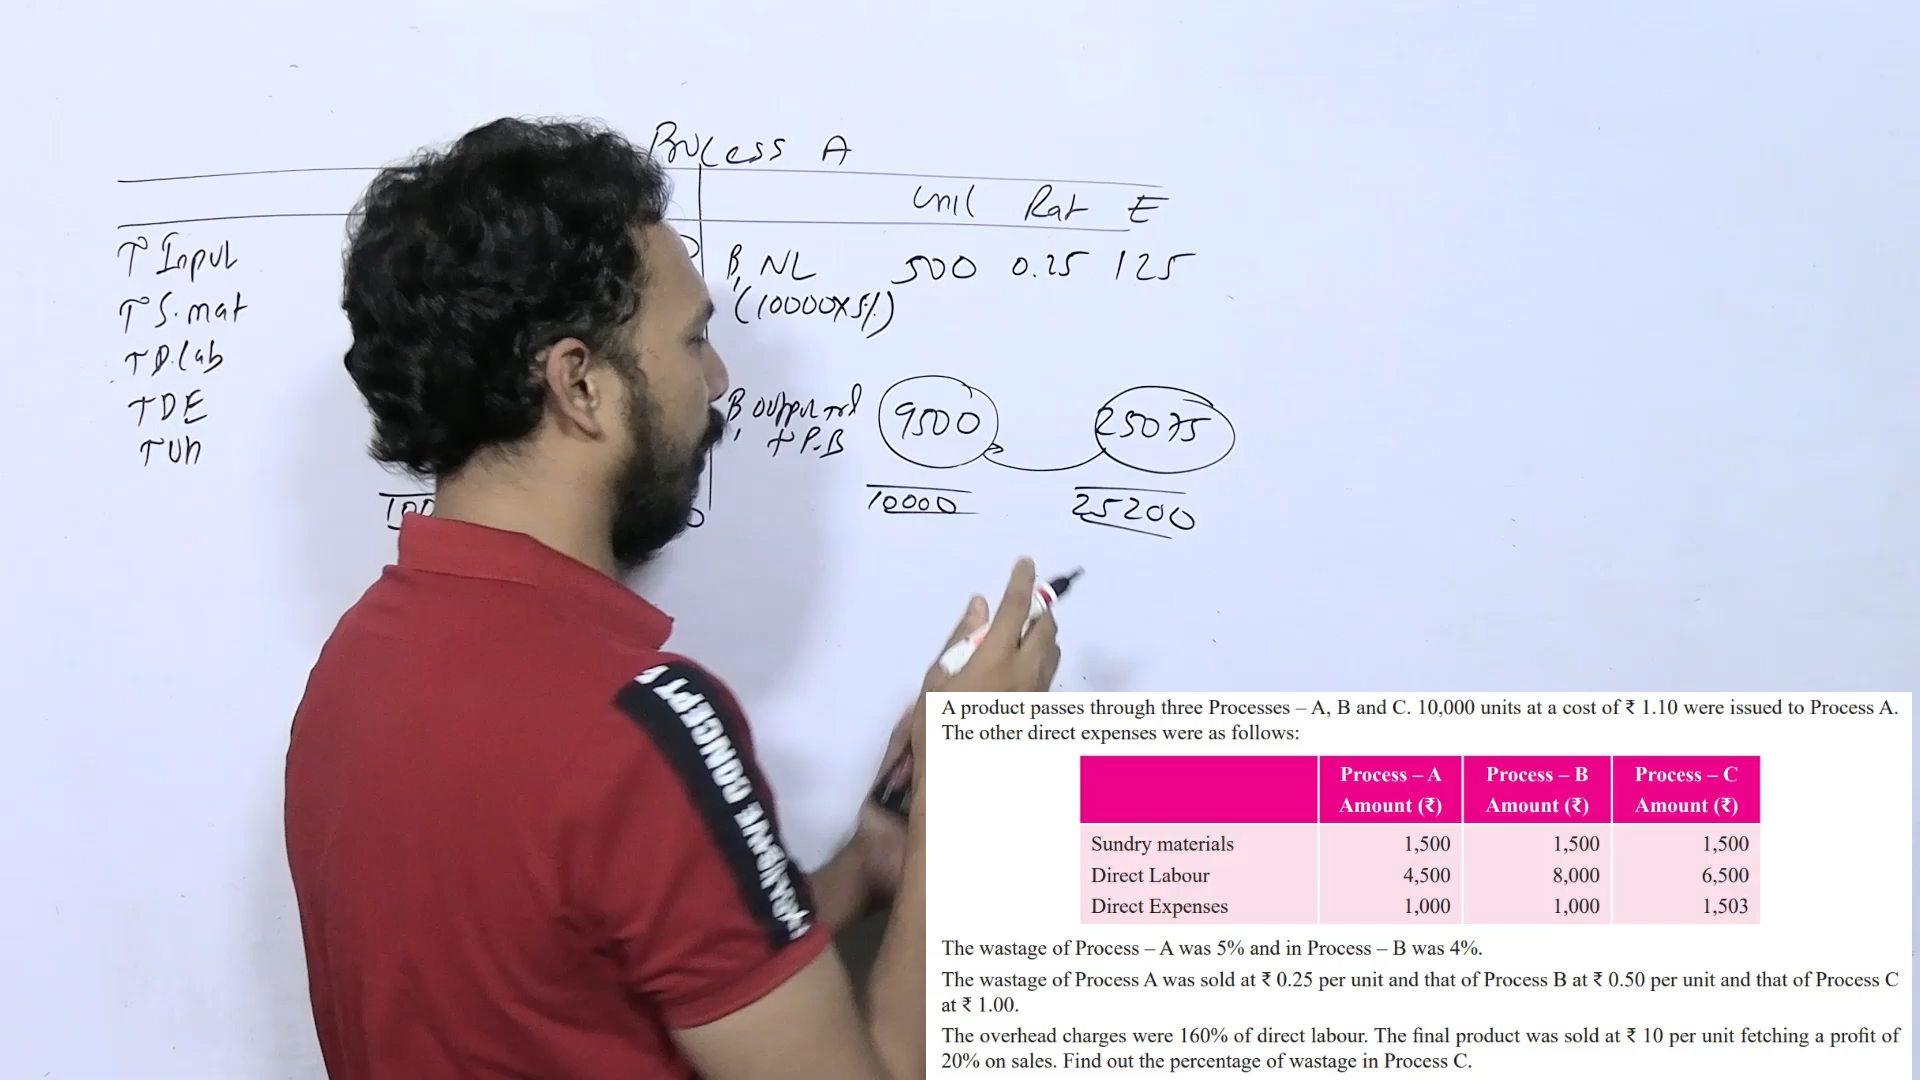 Process A
Unit Rat E
T Input
B, NL 500 0.25 125
T S.mat
(10000x5%)
T D.lab
T DE
B, output trd 9500 25075
t P.B
T OH
10000 25200
A product passes through three Processes – A, B and C. 10,000 units at a cost of ₹ 1.10 were issued to Process A.
The other direct expenses were as follows:
Process – A Process – B Process – C
Amount (₹) Amount (₹) Amount (₹)
Sundry materials 1,500 1,500 1,500
Direct Labour 4,500 8,000 6,500
Direct Expenses 1,000 1,000 1,503
The wastage of Process – A was 5% and in Process – B was 4%.
The wastage of Process A was sold at ₹ 0.25 per unit and that of Process B at ₹ 0.50 per unit and that of Process C
at ₹ 1.00.
The overhead charges were 160% of direct labour. The final product was sold at ₹ 10 per unit fetching a profit of
20% on sales. Find out the percentage of wastage in Process C.